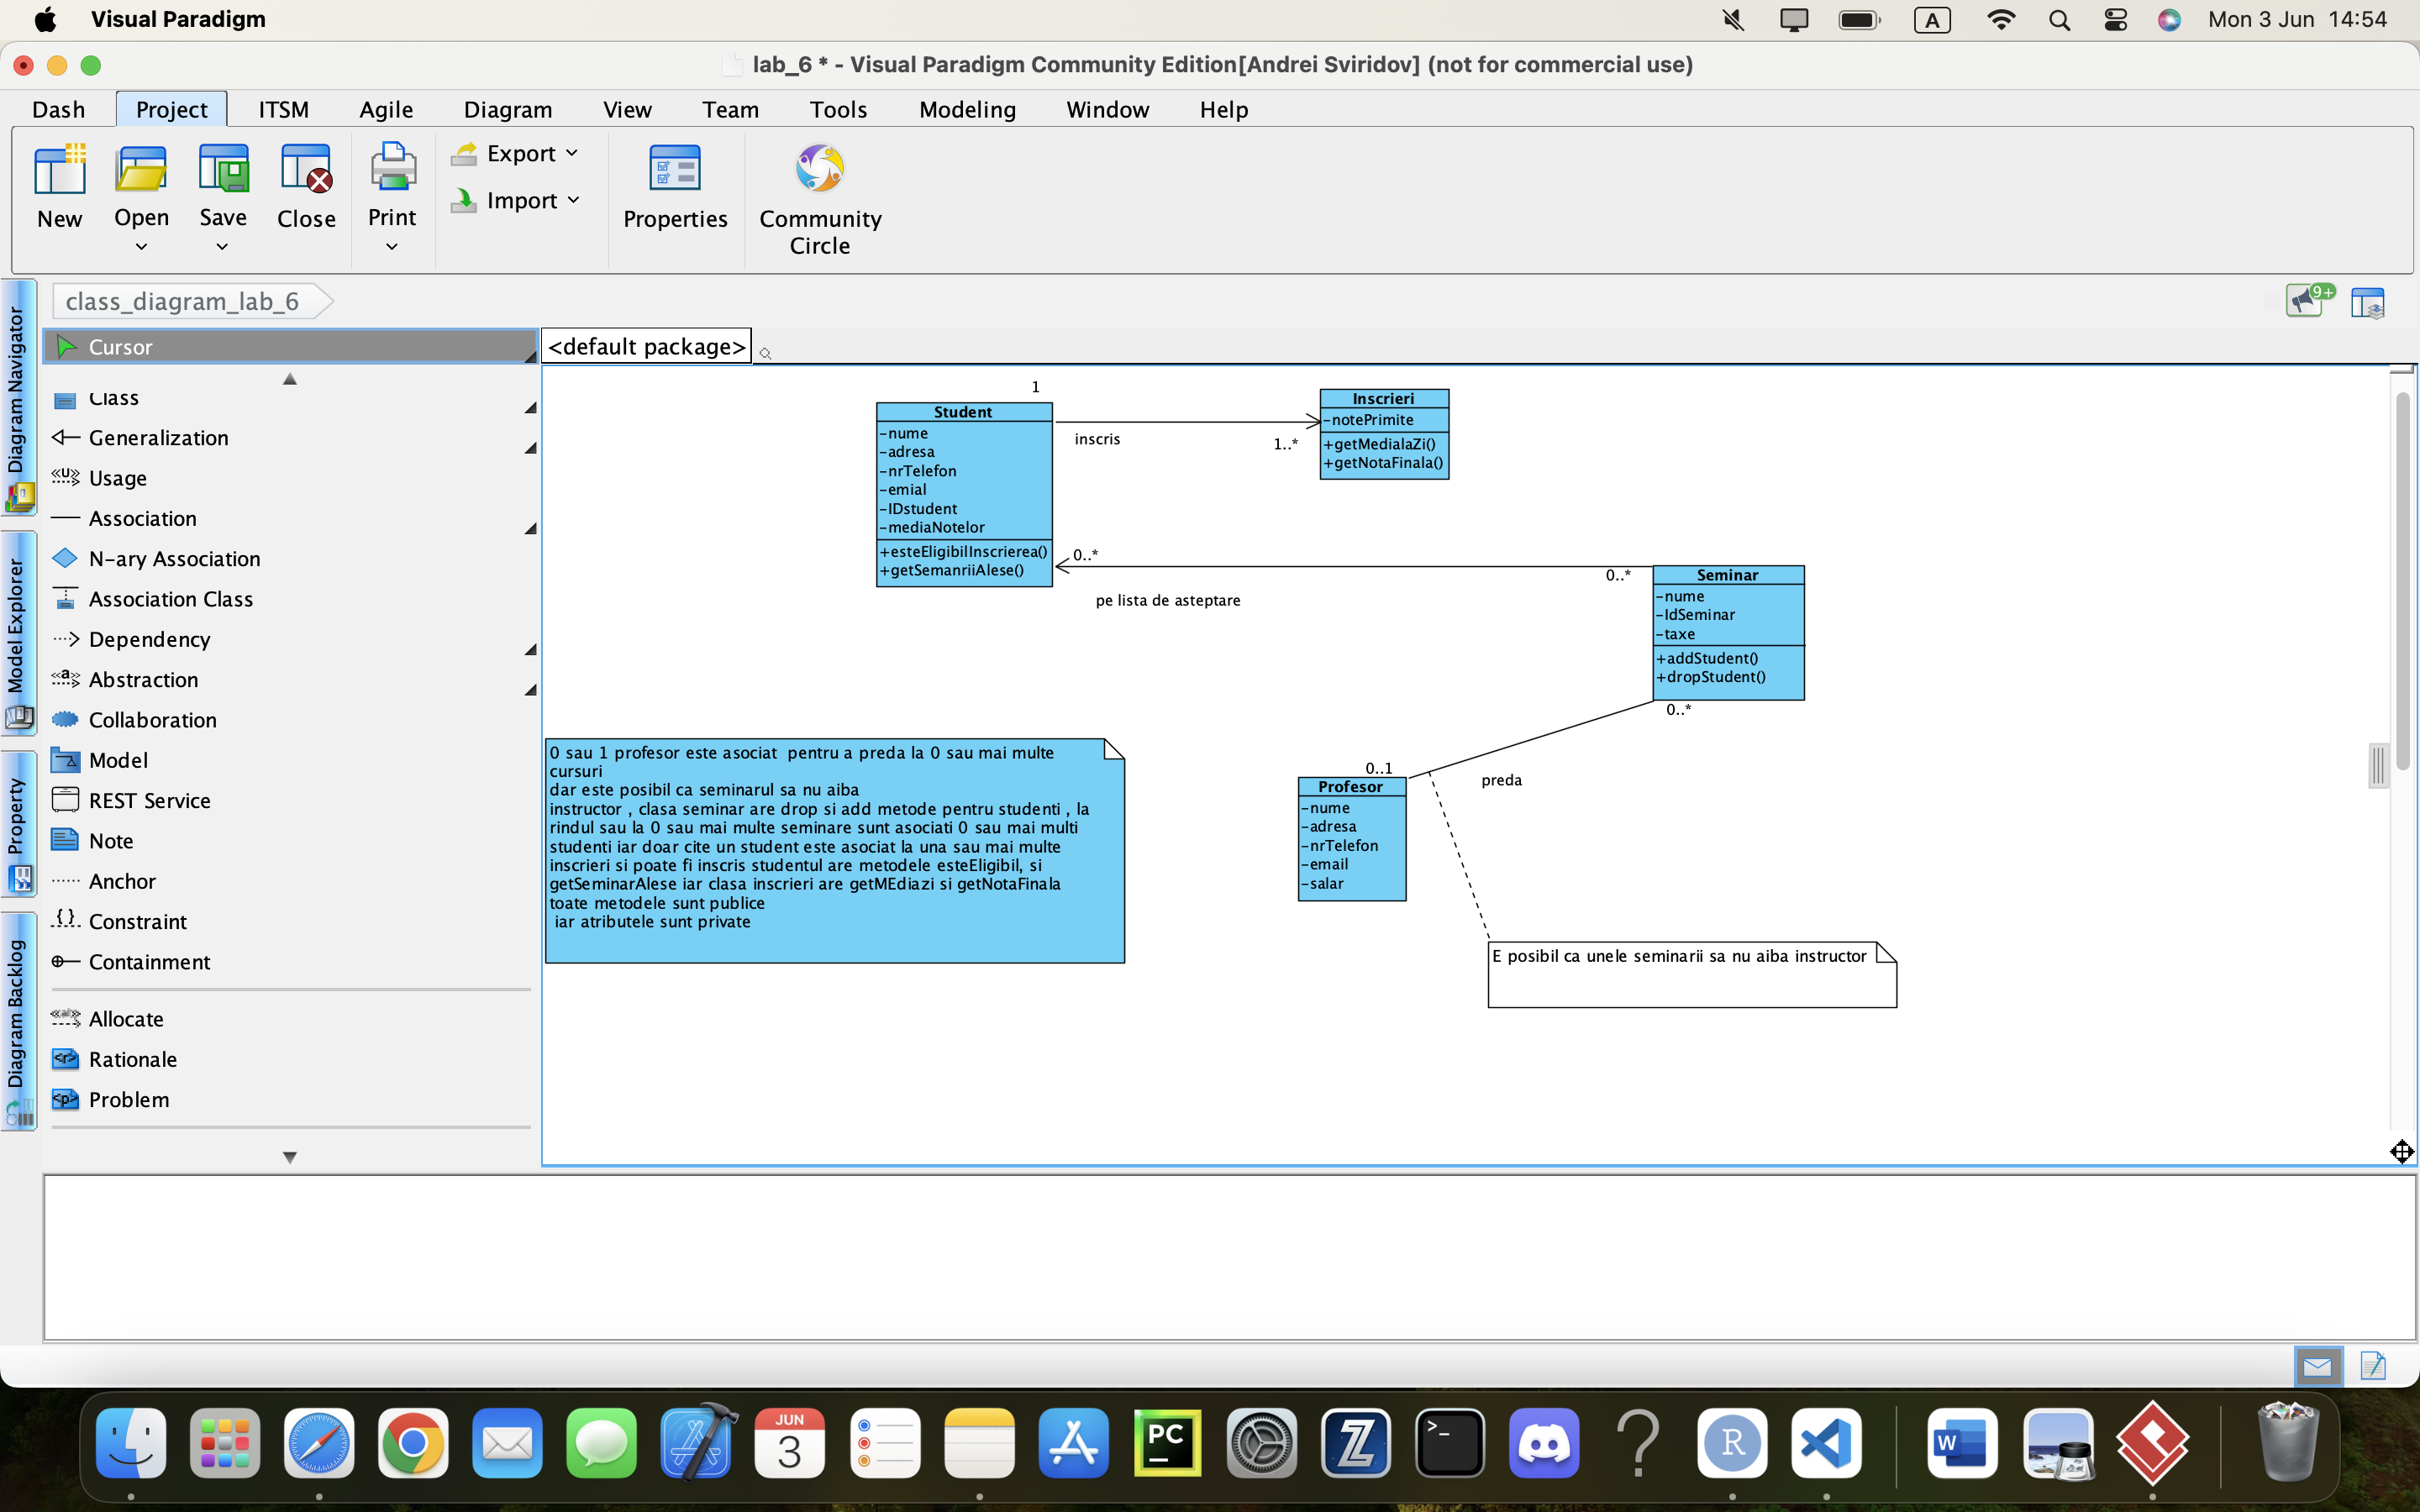 Visual Paradigm
A
Mon 3 Jun 14:54
lab_6 * - Visual Paradigm Community Edition[Andrei Sviridov] (not for commercial use)
Dash Project ITSM Agile Diagram View Team Tools Modeling Window Help
New Open Save Close Print Export Import Properties Community Circle
class_diagram_lab_6
9+
Diagram Navigator
Model Explorer
Property
Diagram Backlog
Cursor
Class
Generalization
<<U>> Usage
Association
N-ary Association
Association Class
Dependency
<<a>> Abstraction
Collaboration
Model
REST Service
Note
Anchor
{} Constraint
Containment
Allocate
<r> Rationale
<p> Problem
<default package>
1
Student
-nume
-adresa
-nrTelefon
-emial
-IDstudent
-mediaNotelor
+esteEligibilInscrierea()
+getSemanriiAlese()
inscris
1..*
Inscrieri
-notePrimite
+getMedialaZi()
+getNotaFinala()
0..*
0..*
pe lista de asteptare
Seminar
-nume
-IdSeminar
-taxe
+addStudent()
+dropStudent()
0..*
0..1
preda
Profesor
-nume
-adresa
-nrTelefon
-email
-salar
0 sau 1 profesor este asociat pentru a preda la 0 sau mai multe
cursuri
dar este posibil ca seminarul sa nu aiba
instructor , clasa seminar are drop si add metode pentru studenti , la
rindul sau la 0 sau mai multe seminare sunt asociati 0 sau mai multi
studenti iar doar cite un student este asociat la una sau mai multe
inscrieri si poate fi inscris studentul are metodele esteEligibil, si
getSeminarAlese iar clasa inscrieri are getMEdiazi si getNotaFinala
toate metodele sunt publice
iar atributele sunt private
E posibil ca unele seminarii sa nu aiba instructor
JUN
3
PC
Z
>_
?
R
W